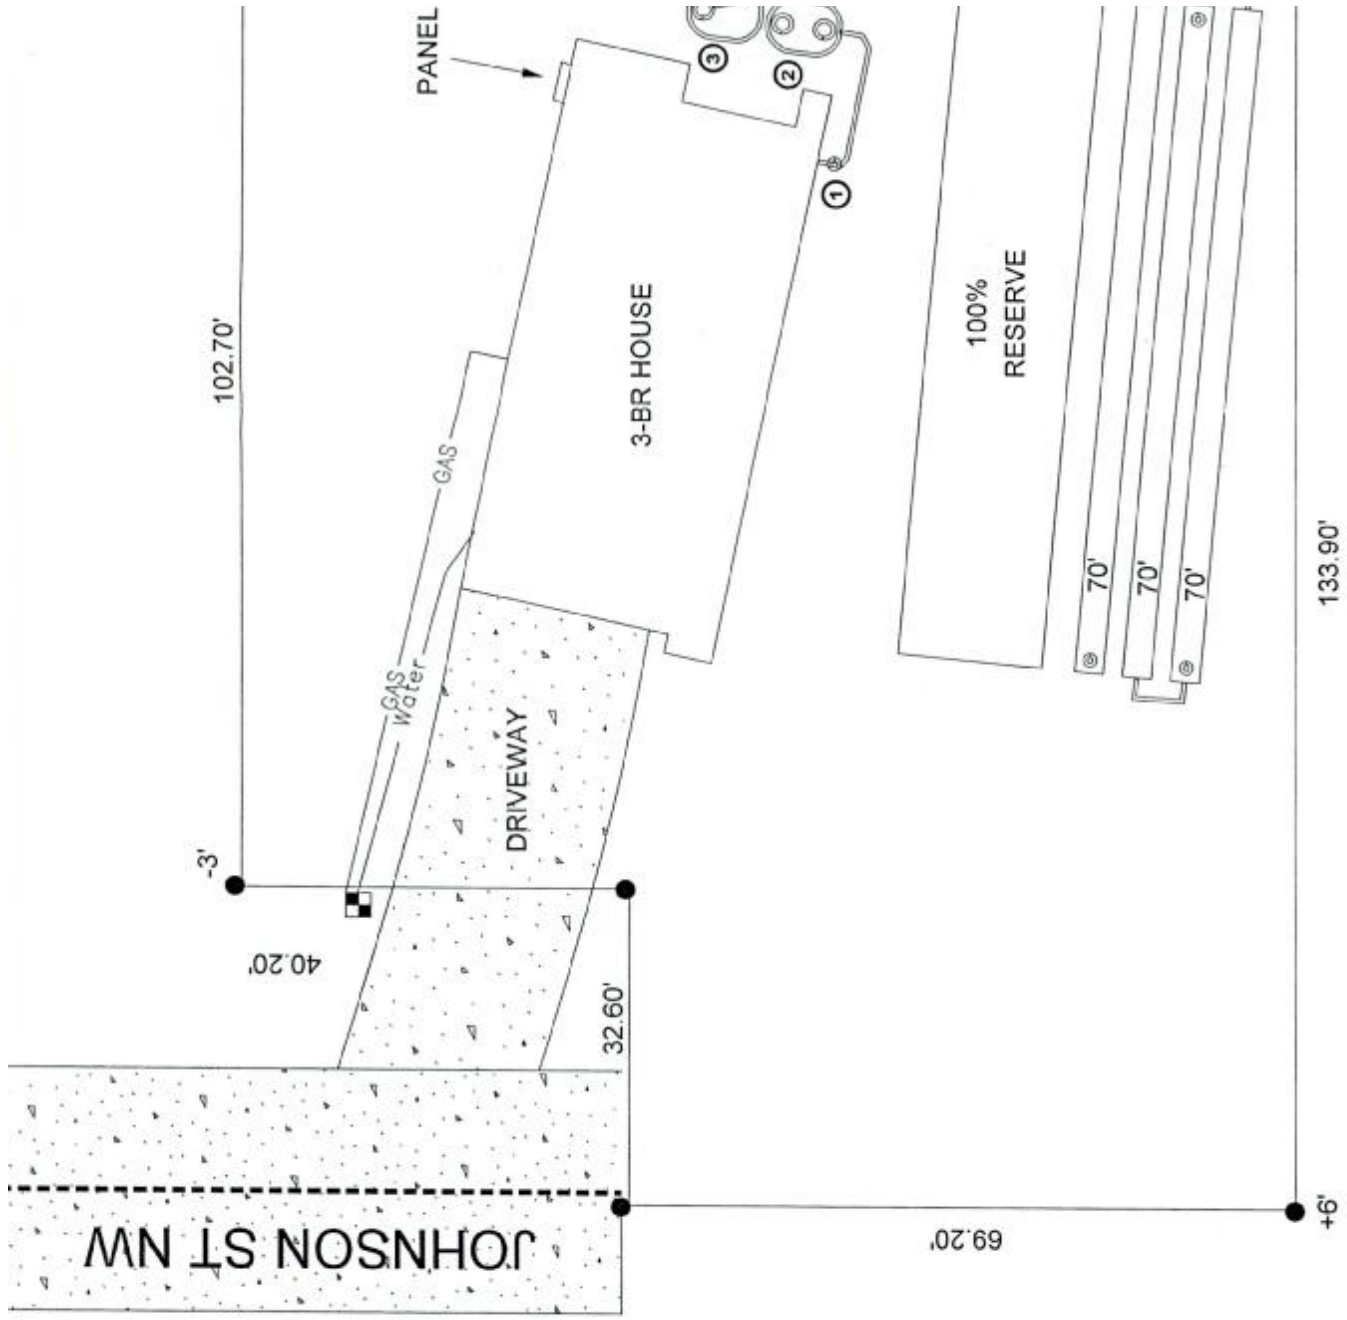 PANEL
③
②
①
102.70'
3-BR HOUSE
100%
RESERVE
GAS
GAS
Water
70'
70'
70'
133.90'
DRIVEWAY
-3'
40.20'
32.60'
JOHNSON ST NW
69.20'
+6'